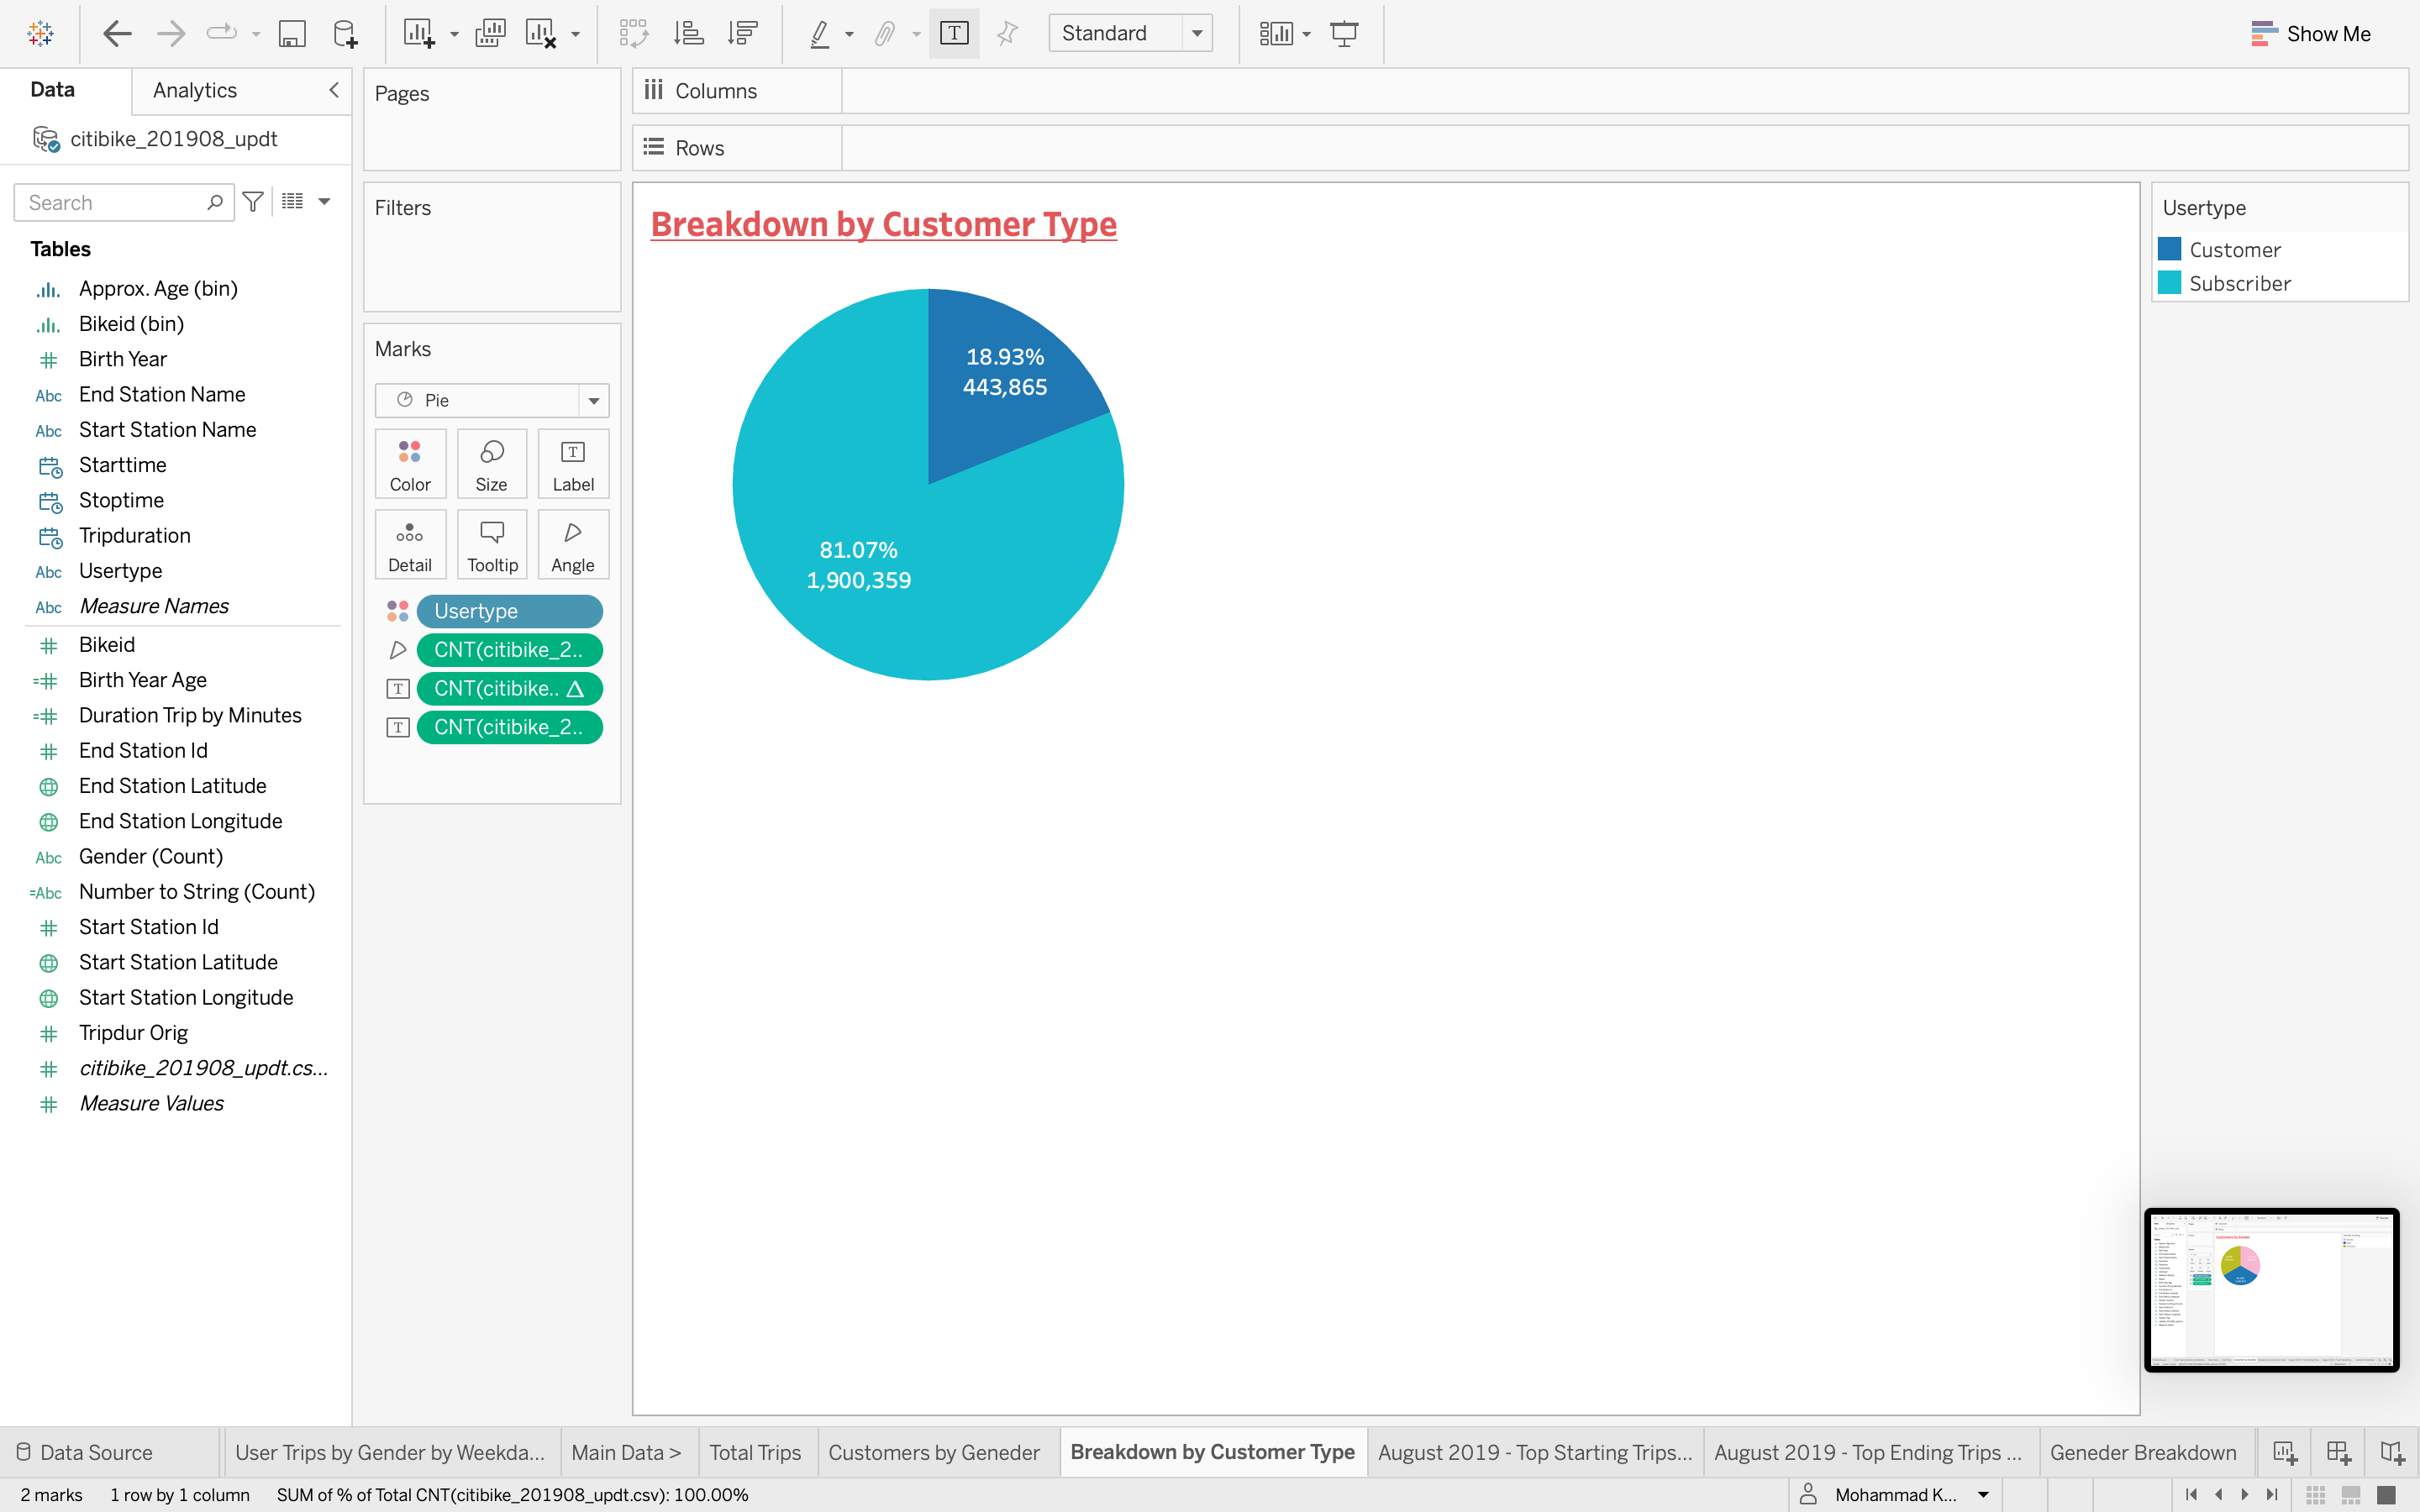 Standard
Show Me
Data
Analytics
citibike_201908_updt
Search
Tables
Approx. Age (bin)
Bikeid (bin)
Birth Year
Abc End Station Name
Abc Start Station Name
Starttime
Stoptime
Tripduration
Abc Usertype
Abc Measure Names
Bikeid
Birth Year Age
Duration Trip by Minutes
End Station Id
End Station Latitude
End Station Longitude
Abc Gender (Count)
=Abc Number to String (Count)
Start Station Id
Start Station Latitude
Start Station Longitude
Tripdur Orig
citibike_201908_updt.cs...
Measure Values
Pages
Filters
Marks
Pie
Color
Size
T
Label
Detail
Tooltip
Angle
Usertype
CNT(citibike_2..
T CNT(citibike.. Δ
T CNT(citibike_2..
Columns
Rows
Breakdown by Customer Type
18.93%
443,865
81.07%
1,900,359
Usertype
Customer
Subscriber
Data Source
User Trips by Gender by Weekda...
Main Data >
Total Trips
Customers by Geneder
Breakdown by Customer Type
August 2019 - Top Starting Trips...
August 2019 - Top Ending Trips ...
Geneder Breakdown
2 marks
1 row by 1 column
SUM of % of Total CNT(citibike_201908_updt.csv): 100.00%
Mohammad K...